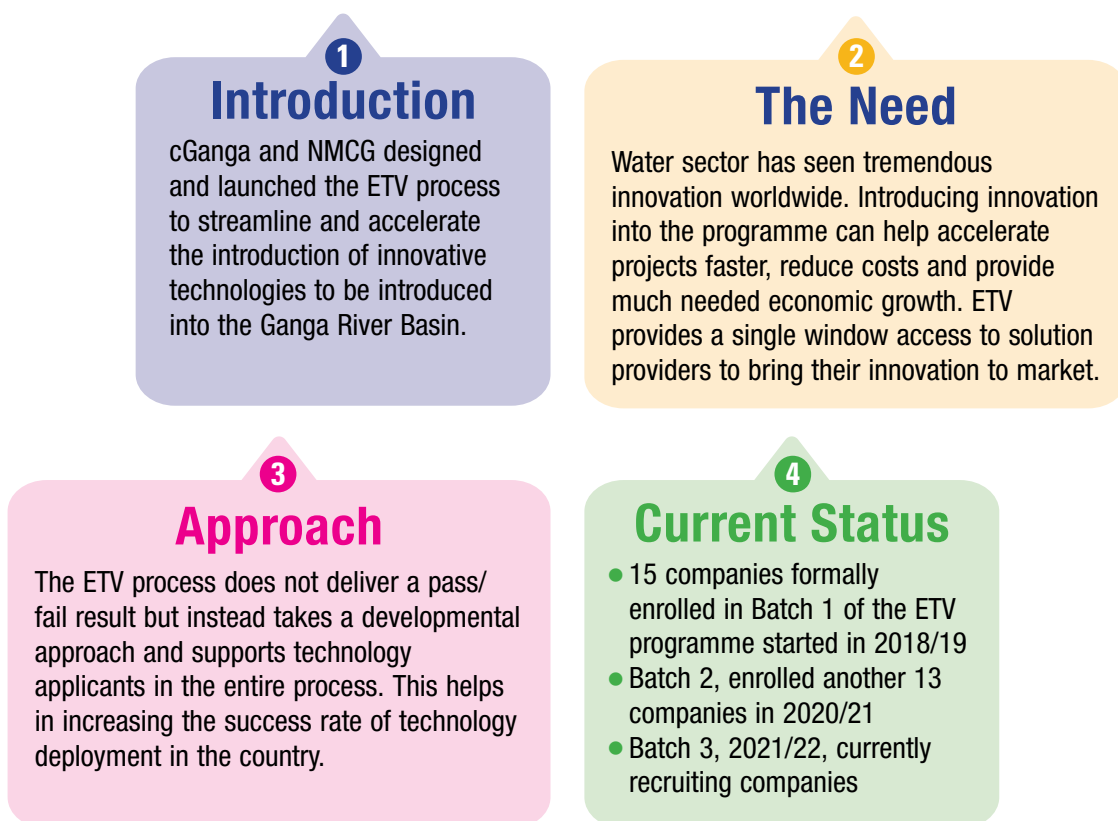 1
Introduction
cGanga and NMCG designed
and launched the ETV process
to streamline and accelerate
the introduction of innovative
technologies to be introduced
into the Ganga River Basin.
2
The Need
Water sector has seen tremendous
innovation worldwide. Introducing innovation
into the programme can help accelerate
projects faster, reduce costs and provide
much needed economic growth. ETV
provides a single window access to solution
providers to bring their innovation to market.
3
Approach
The ETV process does not deliver a pass/
fail result but instead takes a developmental
approach and supports technology
applicants in the entire process. This helps
in increasing the success rate of technology
deployment in the country.
4
Current Status
• 15 companies formally
enrolled in Batch 1 of the ETV
programme started in 2018/19
• Batch 2, enrolled another 13
companies in 2020/21
• Batch 3, 2021/22, currently
recruiting companies